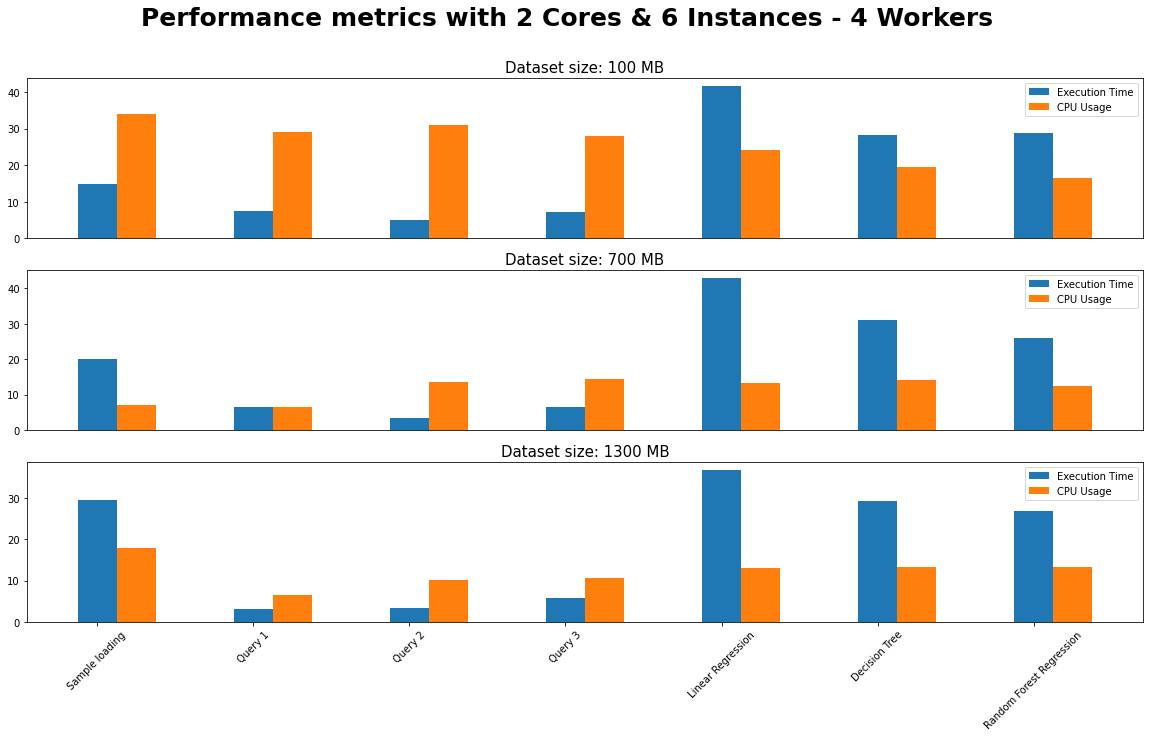 Performance metrics with 2 Cores & 6 Instances - 4 Workers
Dataset size: 100 MB
Execution Time
CPU Usage
40
30
20
10
0
Dataset size: 700 MB
Execution Time
CPU Usage
40
30
20
10
0
Dataset size: 1300 MB
Execution Time
CPU Usage
30
20
10
0
Sample loading
Query 1
Query 2
Query 3
Linear Regression
Decision Tree
Random Forest Regression